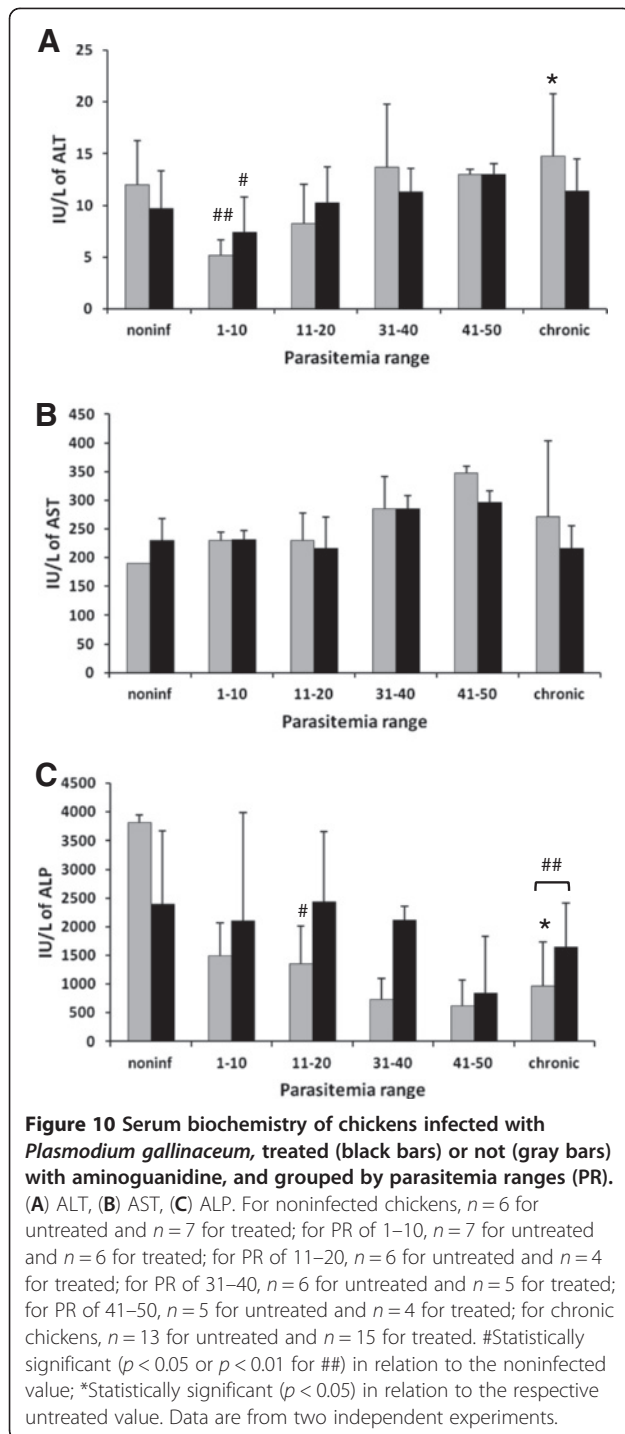 A
IU/L of ALT
25
20
15
10
5
0
##
#
*
noninf 1-10 11-20 31-40 41-50 chronic
Parasitemia range
B
IU/L of AST
450
400
350
300
250
200
150
100
50
0
noninf 1-10 11-20 31-40 41-50 chronic
Parasitemia range
C
IU/L of ALP
4500
4000
3500
3000
2500
2000
1500
1000
500
0
#
##
*
noninf 1-10 11-20 31-40 41-50 chronic
Parasitemia range
Figure 10 Serum biochemistry of chickens infected with
Plasmodium gallinaceum, treated (black bars) or not (gray bars)
with aminoguanidine, and grouped by parasitemia ranges (PR).
(A) ALT, (B) AST, (C) ALP. For noninfected chickens, n = 6 for
untreated and n = 7 for treated; for PR of 1–10, n = 7 for untreated
and n = 6 for treated; for PR of 11–20, n = 6 for untreated and n = 4
for treated; for PR of 31–40, n = 6 for untreated and n = 5 for treated;
for PR of 41–50, n = 5 for untreated and n = 4 for treated; for chronic
chickens, n = 13 for untreated and n = 15 for treated. #Statistically
significant (p < 0.05 or p < 0.01 for ##) in relation to the noninfected
value; *Statistically significant (p < 0.05) in relation to the respective
untreated value. Data are from two independent experiments.